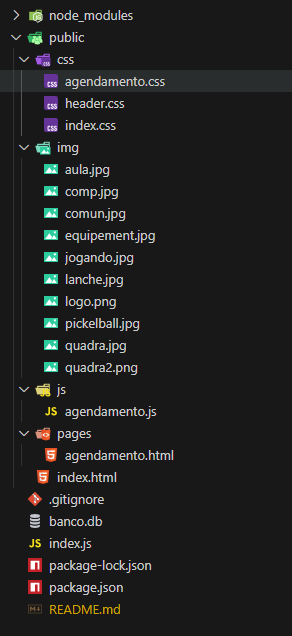 node_modules
public
css
agendamento.css
header.css
index.css
img
aula.jpg
comp.jpg
comun.jpg
equipement.jpg
jogando.jpg
lanche.jpg
logo.png
pickelball.jpg
quadra.jpg
quadra2.png
js
JS agendamento.js
pages
agendamento.html
index.html
.gitignore
banco.db
JS index.js
package-lock.json
package.json
README.md